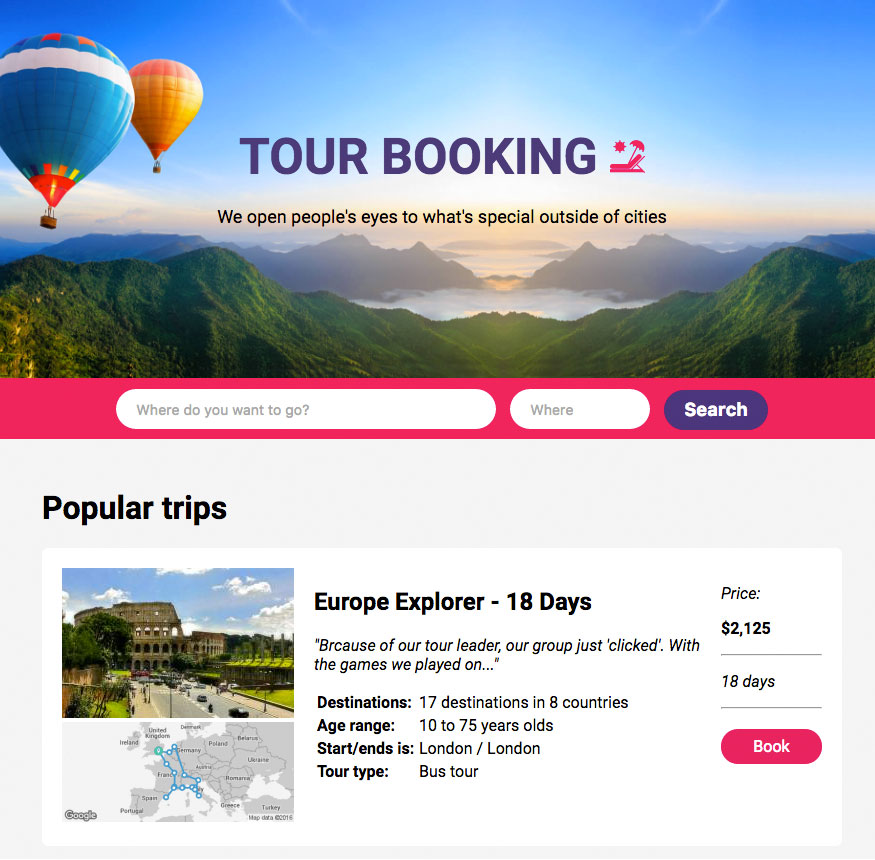 TOUR BOOKING
We open people's eyes to what's special outside of cities
Where do you want to go?
Where
Search
Popular trips
Europe Explorer - 18 Days
"Brcause of our tour leader, our group just 'clicked'. With
the games we played on..."
Destinations: 17 destinations in 8 countries
Age range: 10 to 75 years olds
Start/ends is: London / London
Tour type: Bus tour
Price:
$2,125
18 days
Book
United
Kingdom
Denmark
Ireland
Poland
Belarus
Germany
Ukraine
France
Austria
Romania
Spain
Portugal
Greece
Turkey
Google
Map data ©2016